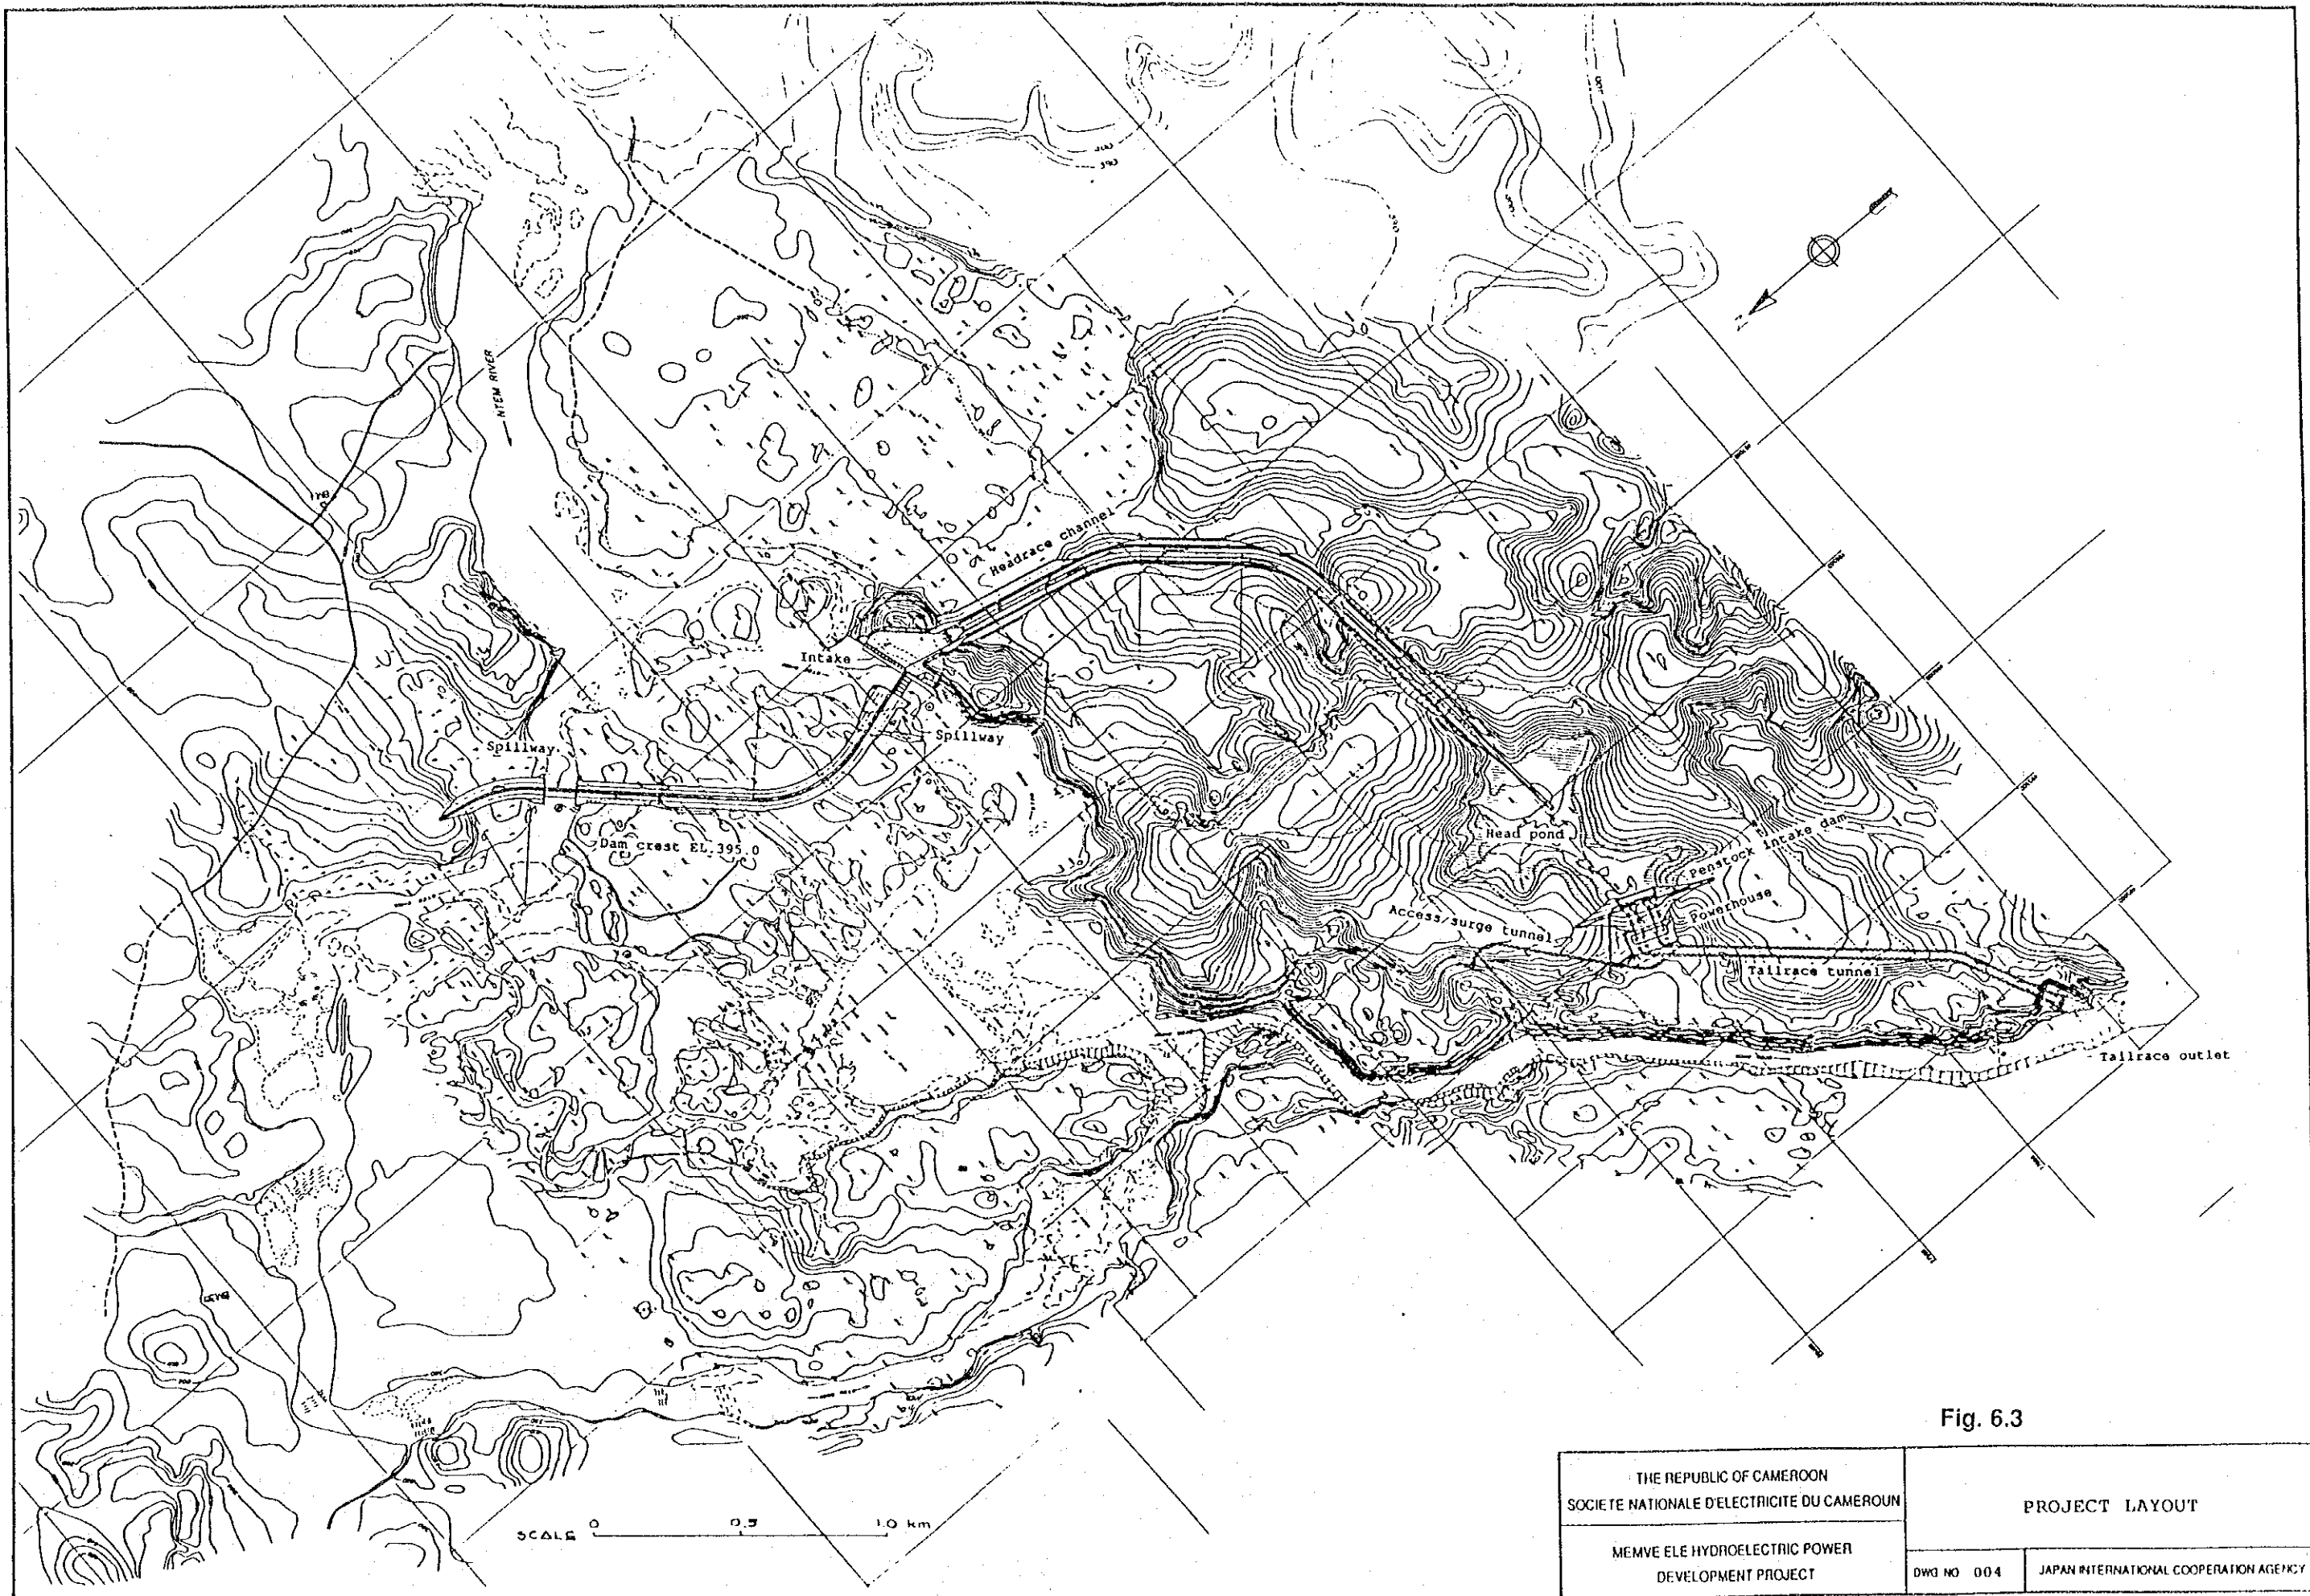 NTEM RIVER
Headrace channel
Intake
Spillway
Spillway
Dam crest EL.395.0
Head pond
Penstock intake dam
Powerhouse
Access/surge tunnel
Tailrace tunnel
Tailrace outlet
SCALE 0 0.5 1.0 km
Fig. 6.3
THE REPUBLIC OF CAMEROON
SOCIETE NATIONALE D'ELECTRICITE DU CAMEROUN
PROJECT LAYOUT
MEMVE ELE HYDROELECTRIC POWER
DEVELOPMENT PROJECT
DWG NO 004
JAPAN INTERNATIONAL COOPERATION AGENCY